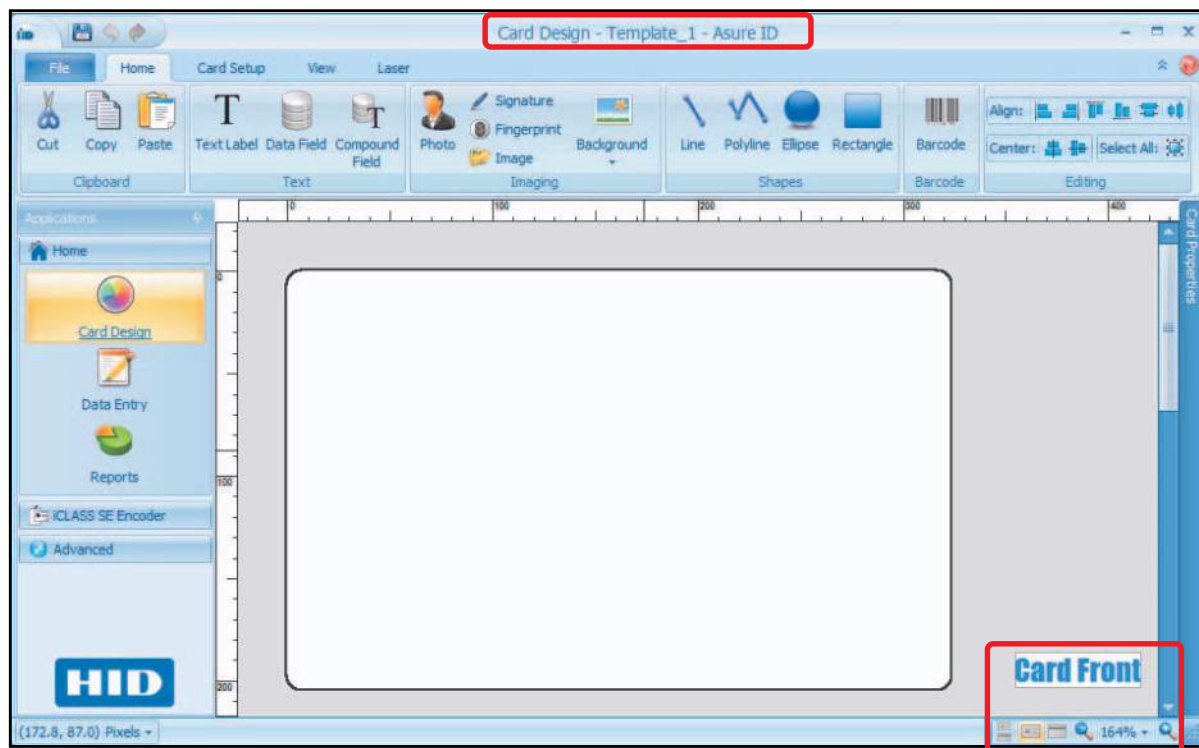 iD
Card Design - Template_1 - Asure ID
File Home Card Setup View Laser
Cut Copy Paste
Clipboard
Text Label Data Field Compound Field
Text
Photo Signature Fingerprint Image Background
Imaging
Line Polyline Ellipse Rectangle
Shapes
Barcode
Barcode
Align:
Center: Select All:
Editing
Applications
Home
Card Design
Data Entry
Reports
iCLASS SE Encoder
Advanced
HID
0 100 200 300 400
0
100
200
Card Properties
Card Front
(172.8, 87.0) Pixels
164%